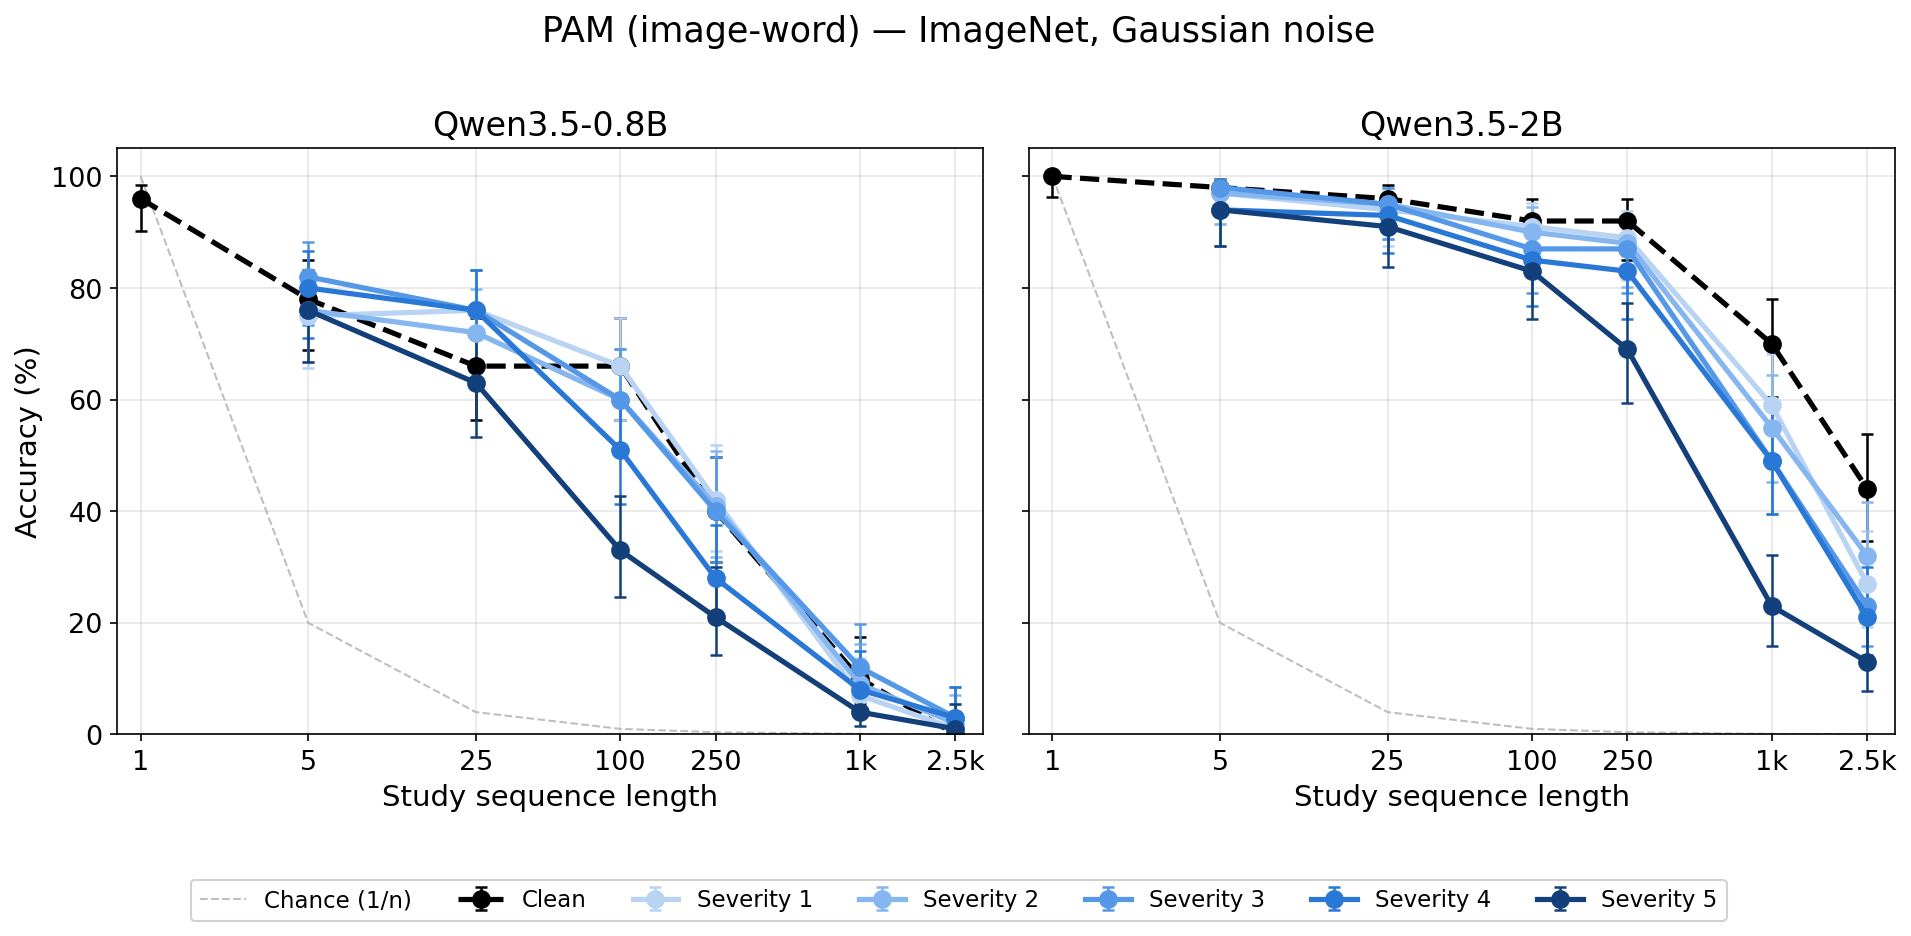 PAM (image-word) — ImageNet, Gaussian noise
Qwen3.5-0.8B
Qwen3.5-2B
Accuracy (%)
100
80
60
40
20
0
1 5 25 100 250 1k 2.5k
1 5 25 100 250 1k 2.5k
Study sequence length
Study sequence length
Chance (1/n) Clean Severity 1 Severity 2 Severity 3 Severity 4 Severity 5